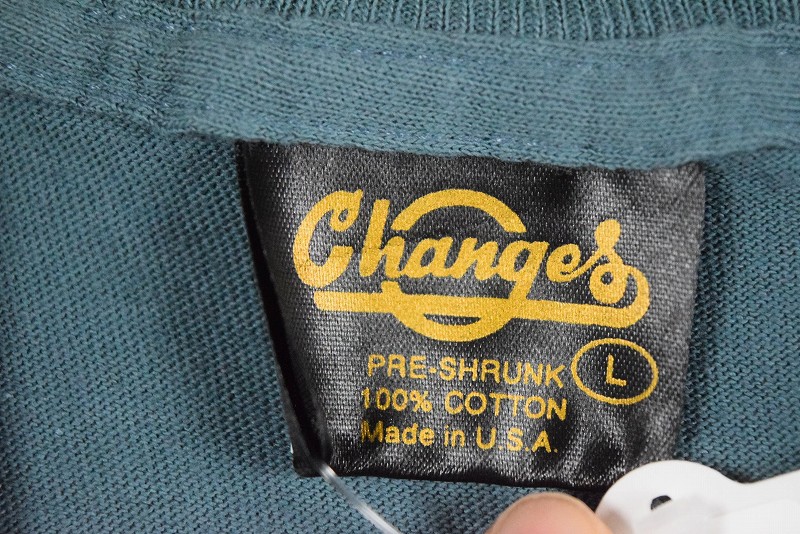 Changes
PRE-SHRUNK
L
100% COTTON
Made in U.S.A.